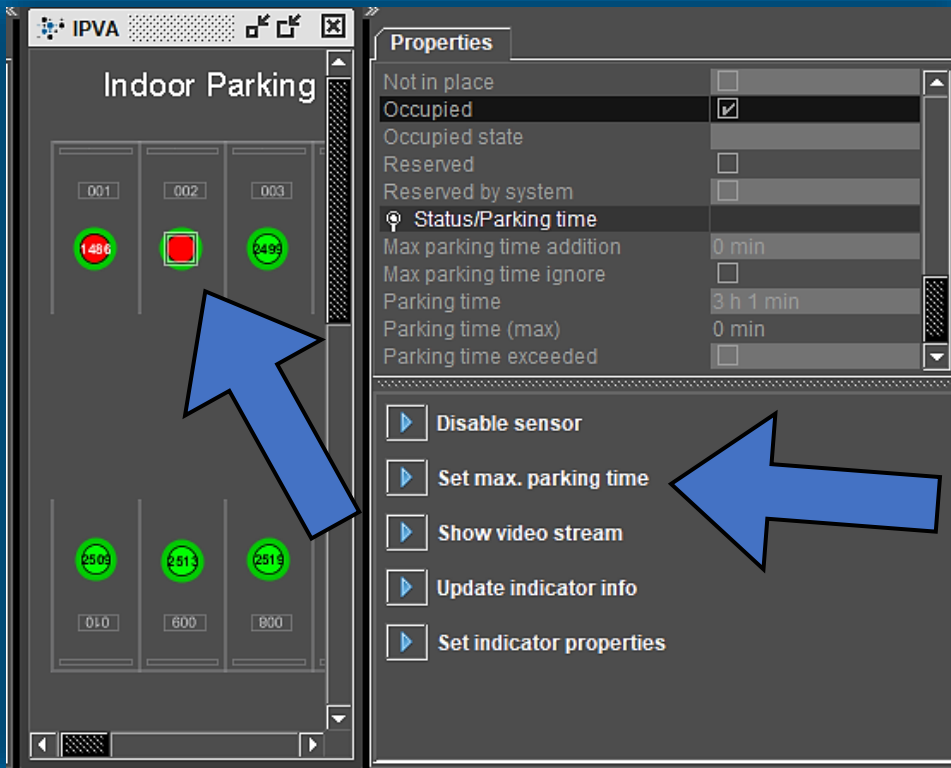 IPVA
Indoor Parking
001
002
003
1486
2499
2509
2513
2519
010
009
008
Properties
Not in place
Occupied
Occupied state
Reserved
Reserved by system
Status/Parking time
Max parking time addition 0 min
Max parking time ignore
Parking time 3 h 1 min
Parking time (max) 0 min
Parking time exceeded
Disable sensor
Set max. parking time
Show video stream
Update indicator info
Set indicator properties